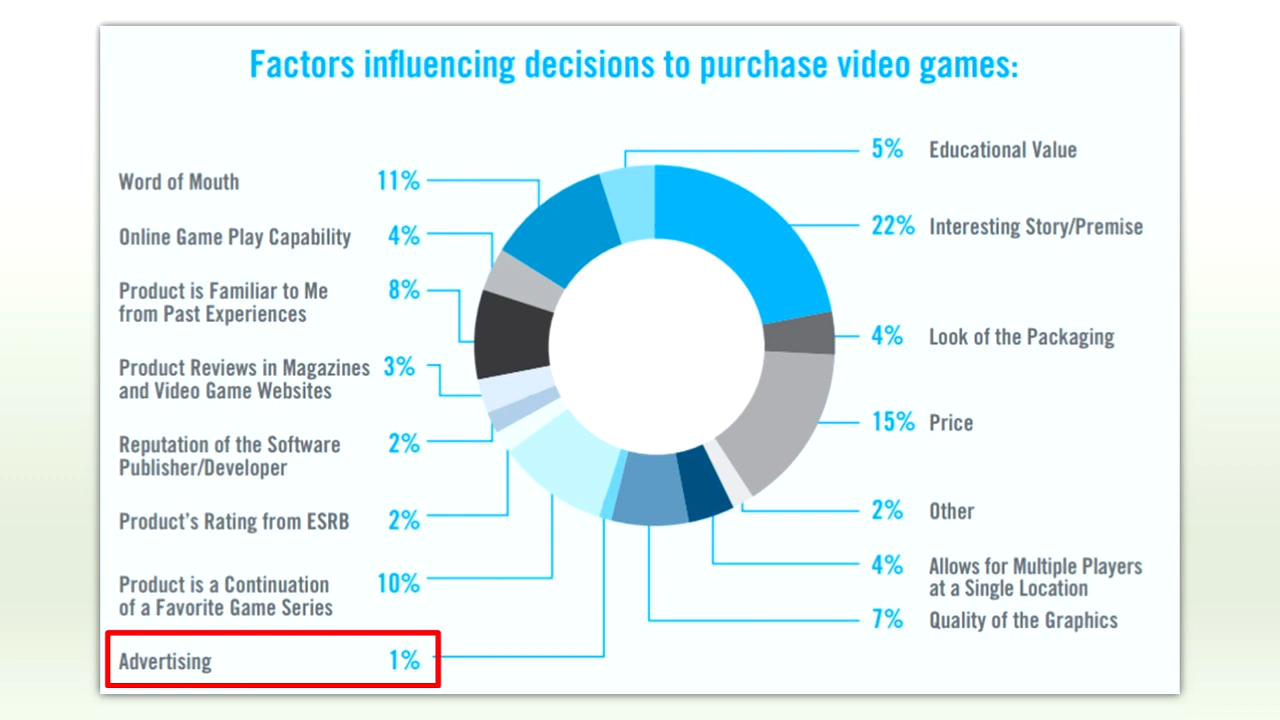 Factors influencing decisions to purchase video games:
Word of Mouth 11%
Online Game Play Capability 4%
Product is Familiar to Me 8%
from Past Experiences
Product Reviews in Magazines 3%
and Video Game Websites
Reputation of the Software 2%
Publisher/Developer
Product's Rating from ESRB 2%
Product is a Continuation 10%
of a Favorite Game Series
Advertising 1%
5% Educational Value
22% Interesting Story/Premise
4% Look of the Packaging
15% Price
2% Other
4% Allows for Multiple Players
at a Single Location
7% Quality of the Graphics